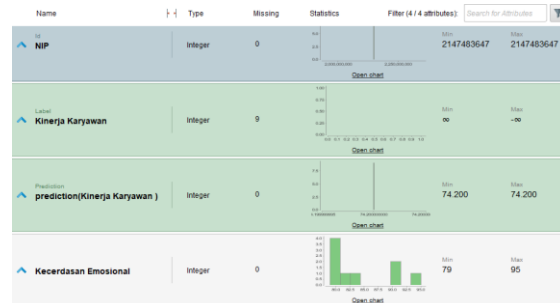 Name Type Missing Statistics Filter (4 / 4 attributes): Search for Attributes
Id
NIP Integer 0 Min 2147483647 Max 2147483647
Open chart
Label
Kinerja Karyawan Integer 9 Min ∞ Max -∞
Open chart
Prediction
prediction(Kinerja Karyawan ) Integer 0 Min 74.200 Max 74.200
Open chart
Kecerdasan Emosional Integer 0 Min 79 Max 95
Open chart